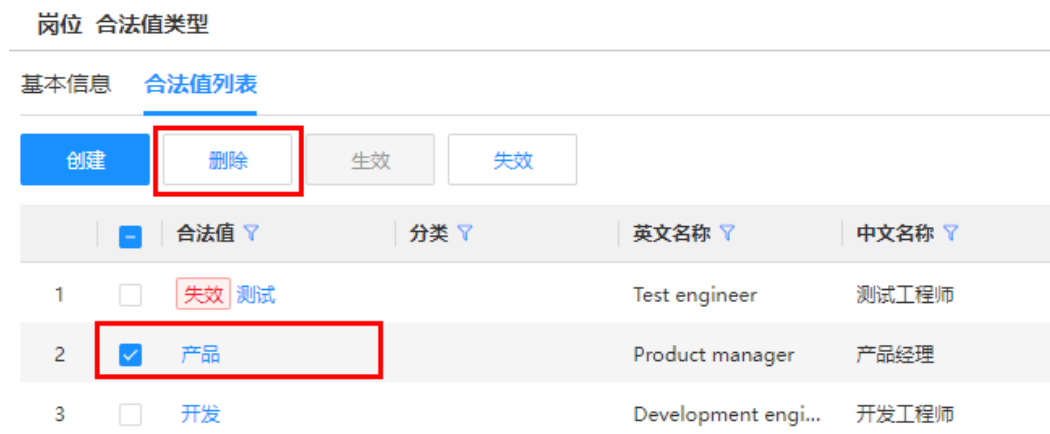 岗位 合法值类型
基本信息 合法值列表
创建 删除 生效 失效
合法值 分类 英文名称 中文名称
1 失效 测试 Test engineer 测试工程师
2 产品 Product manager 产品经理
3 开发 Development engi... 开发工程师